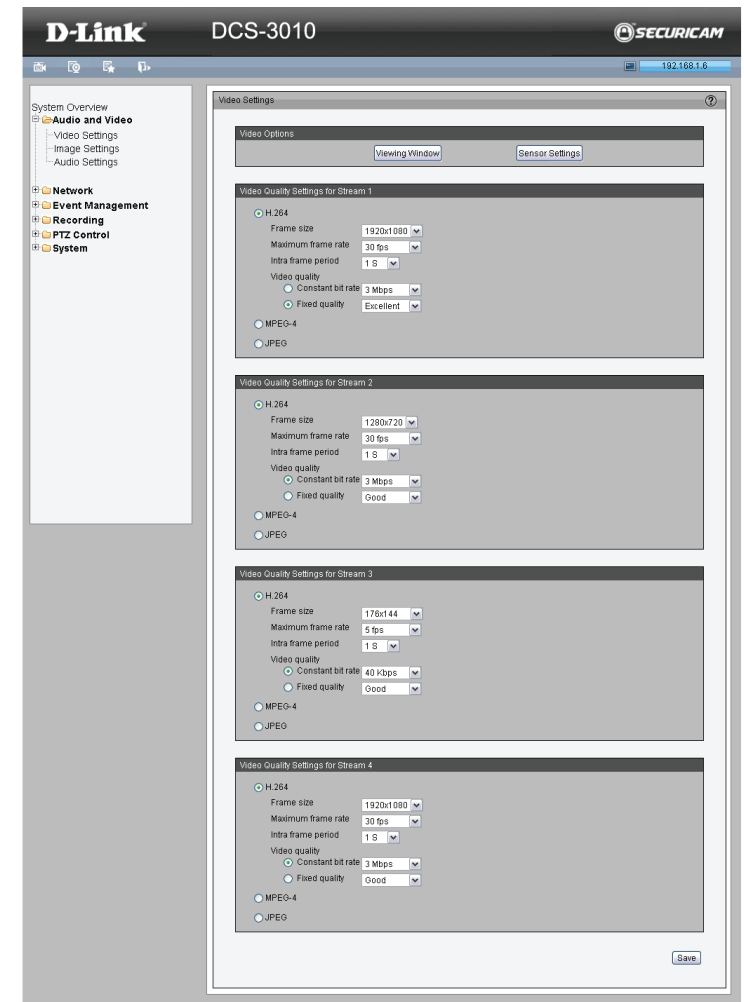 D-Link
DCS-3010
SECURICAM
192.168.1.6
System Overview
Audio and Video
Video Settings
Image Settings
Audio Settings
Network
Event Management
Recording
PTZ Control
System
Video Settings
?
Video Options
Viewing Window
Sensor Settings
Video Quality Settings for Stream 1
H.264
Frame size 1920x1080
Maximum frame rate 30 fps
Intra frame period 1 S
Video quality
Constant bit rate 3 Mbps
Fixed quality Excellent
MPEG-4
JPEG
Video Quality Settings for Stream 2
H.264
Frame size 1280x720
Maximum frame rate 30 fps
Intra frame period 1 S
Video quality
Constant bit rate 3 Mbps
Fixed quality Good
MPEG-4
JPEG
Video Quality Settings for Stream 3
H.264
Frame size 176x144
Maximum frame rate 5 fps
Intra frame period 1 S
Video quality
Constant bit rate 40 Kbps
Fixed quality Good
MPEG-4
JPEG
Video Quality Settings for Stream 4
H.264
Frame size 1920x1080
Maximum frame rate 30 fps
Intra frame period 1 S
Video quality
Constant bit rate 3 Mbps
Fixed quality Good
MPEG-4
JPEG
Save